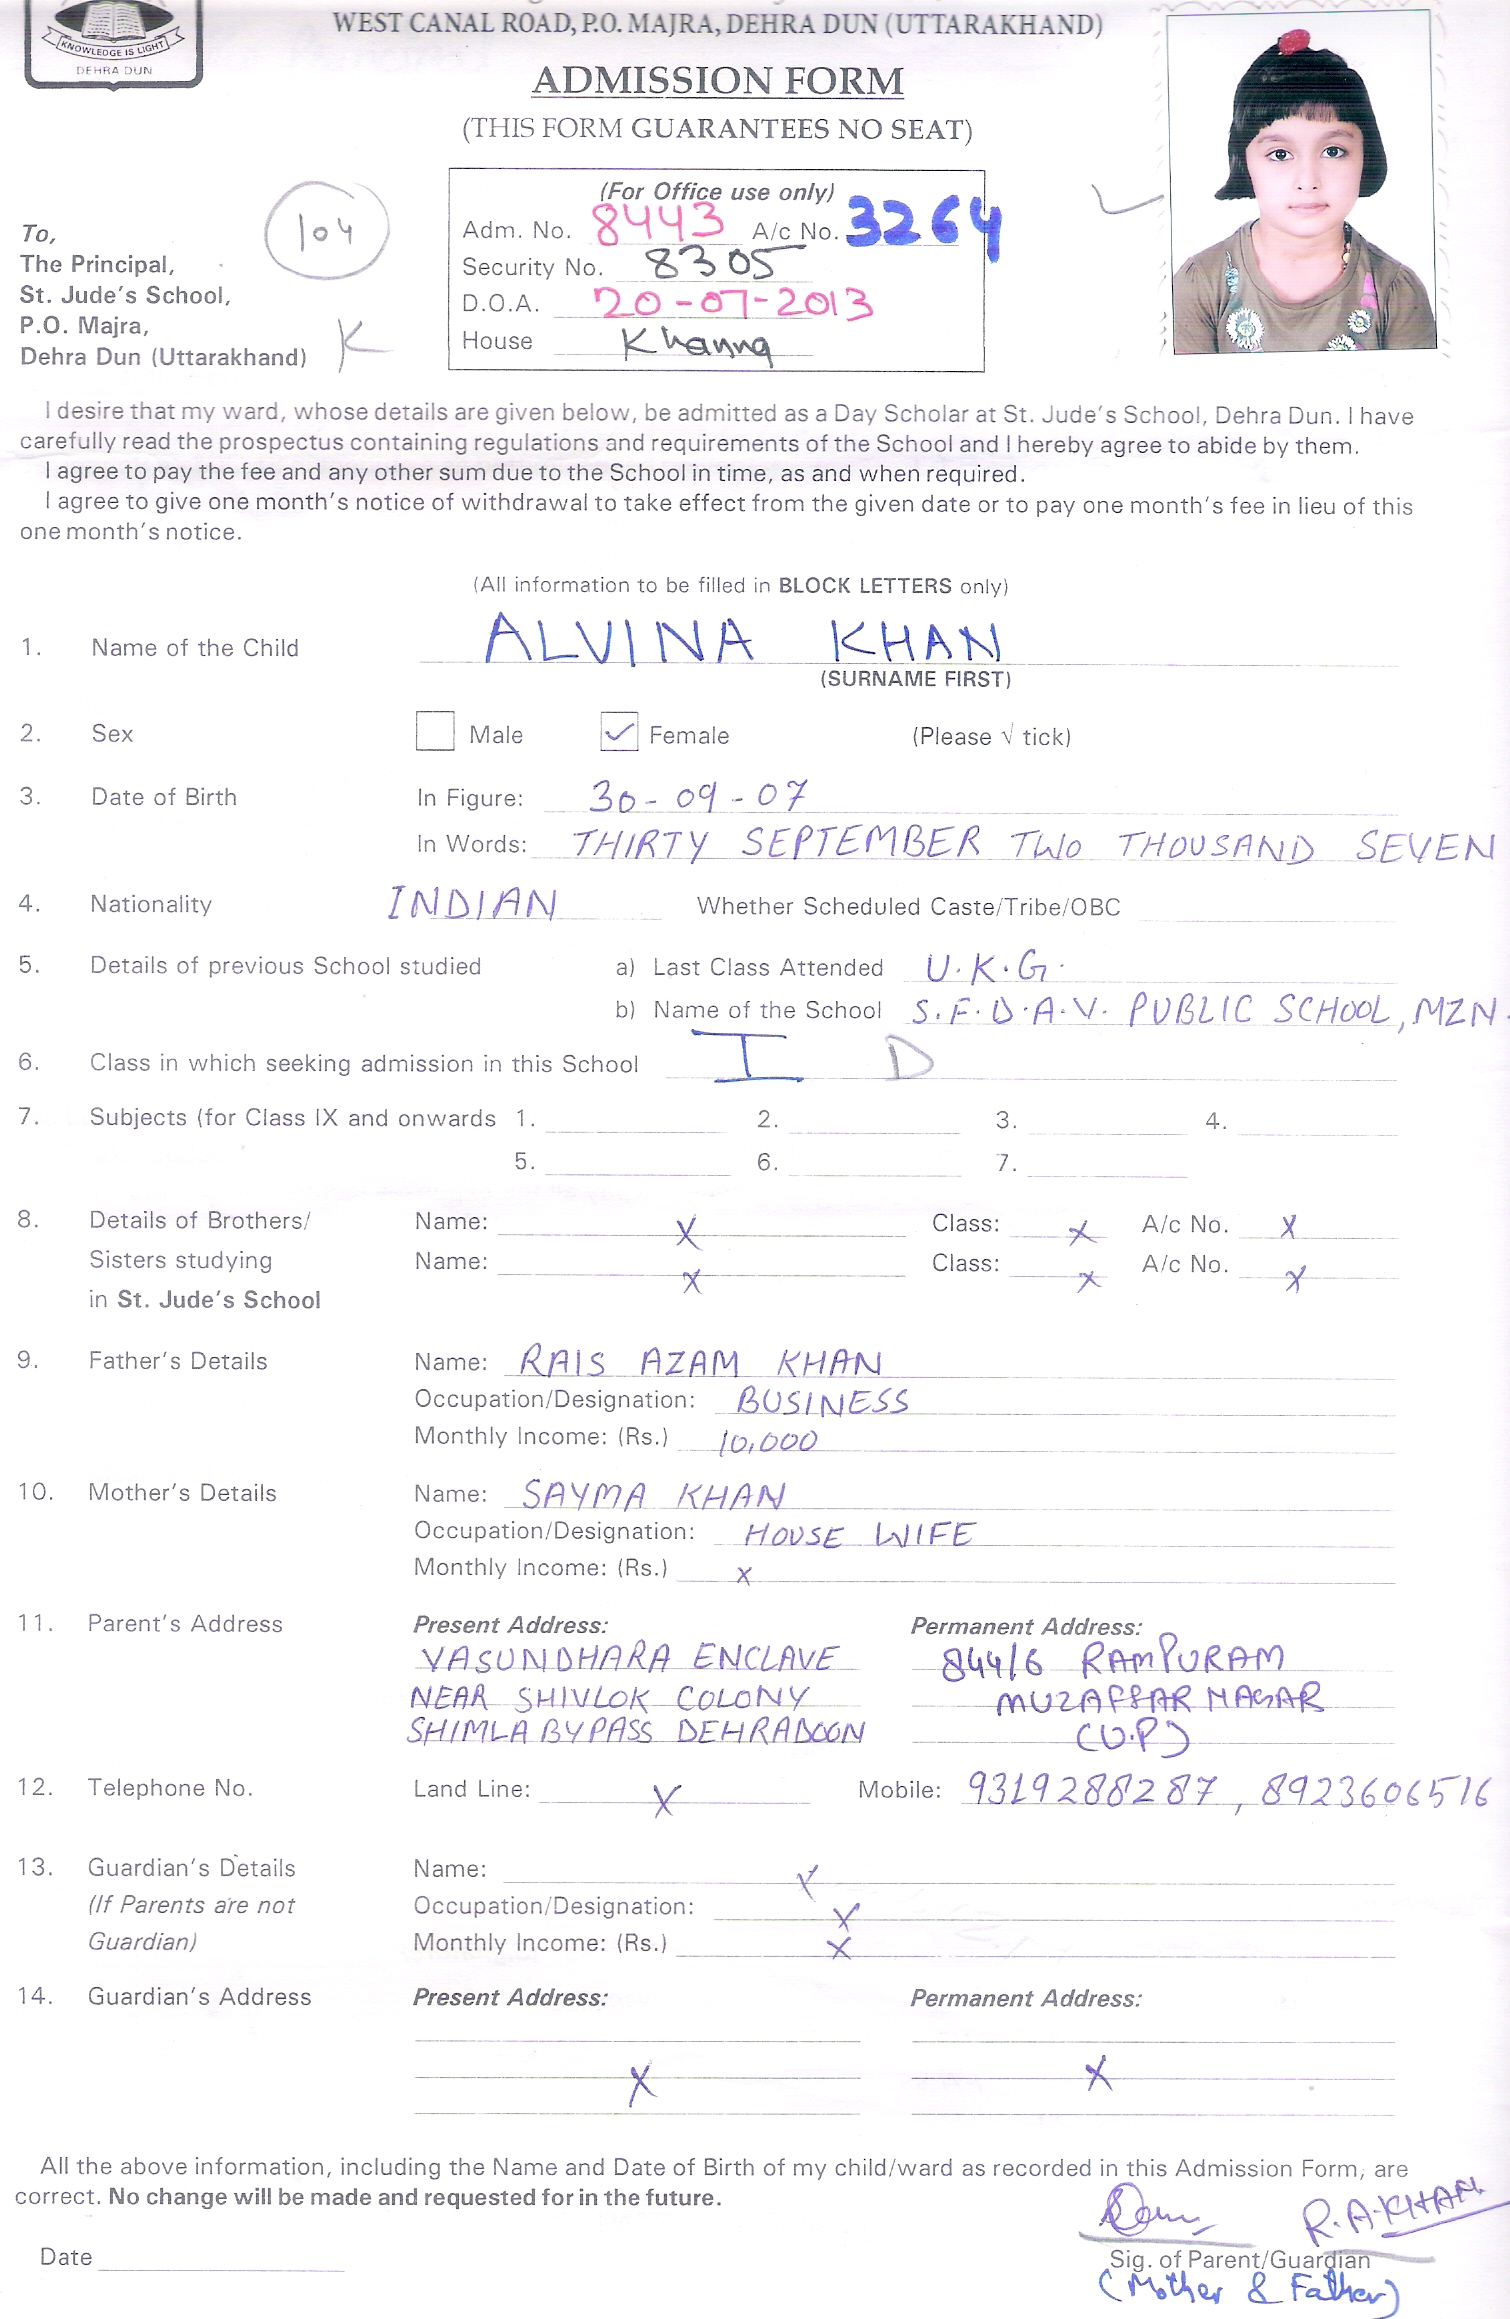 KNOWLEDGE IS LIGHT
DEHRA DUN
WEST CANAL ROAD, P.O. MAJRA, DEHRA DUN (UTTARAKHAND)
ADMISSION FORM
(THIS FORM GUARANTEES NO SEAT)
(For Office use only)
Adm. No. 8443 A/c No. 3264
Security No. 8305
D.O.A. 20-07-2013
House Khanna
104
To,
The Principal,
St. Jude's School,
P.O. Majra,
Dehra Dun (Uttarakhand) K
I desire that my ward, whose details are given below, be admitted as a Day Scholar at St. Jude's School, Dehra Dun. I have
carefully read the prospectus containing regulations and requirements of the School and I hereby agree to abide by them.
I agree to pay the fee and any other sum due to the School in time, as and when required.
I agree to give one month's notice of withdrawal to take effect from the given date or to pay one month's fee in lieu of this
one month's notice.
(All information to be filled in BLOCK LETTERS only)
1. Name of the Child ALVINA KHAN
(SURNAME FIRST)
2. Sex Male ✓ Female (Please √ tick)
3. Date of Birth In Figure: 30-09-07
In Words: THIRTY SEPTEMBER TWO THOUSAND SEVEN
4. Nationality INDIAN Whether Scheduled Caste/Tribe/OBC
5. Details of previous School studied a) Last Class Attended U.K.G.
b) Name of the School S.F.D.A.V. PUBLIC SCHOOL, MZN.
6. Class in which seeking admission in this School I D
7. Subjects (for Class IX and onwards 1. 2. 3. 4.
5. 6. 7.
8. Details of Brothers/ Name: X Class: X A/c No. X
Sisters studying Name: X Class: X A/c No. X
in St. Jude's School
9. Father's Details Name: RAIS AZAM KHAN
Occupation/Designation: BUSINESS
Monthly Income: (Rs.) 10,000
10. Mother's Details Name: SAYMA KHAN
Occupation/Designation: HOUSE WIFE
Monthly Income: (Rs.) X
11. Parent's Address Present Address: Permanent Address:
VASUNDHARA ENCLAVE 844/6 RAMPURAM
NEAR SHIVLOK COLONY MUZAFFAR NAGAR
SHIMLA BYPASS DEHRADOON (U.P)
12. Telephone No. Land Line: X Mobile: 9319288287, 8923606516
13. Guardian's Details Name: X
(If Parents are not Occupation/Designation: X
Guardian) Monthly Income: (Rs.) X
14. Guardian's Address Present Address: Permanent Address:
X X
All the above information, including the Name and Date of Birth of my child/ward as recorded in this Admission Form, are
correct. No change will be made and requested for in the future.
R.A.KHAN
Date Sig. of Parent/Guardian
(Mother & Father)